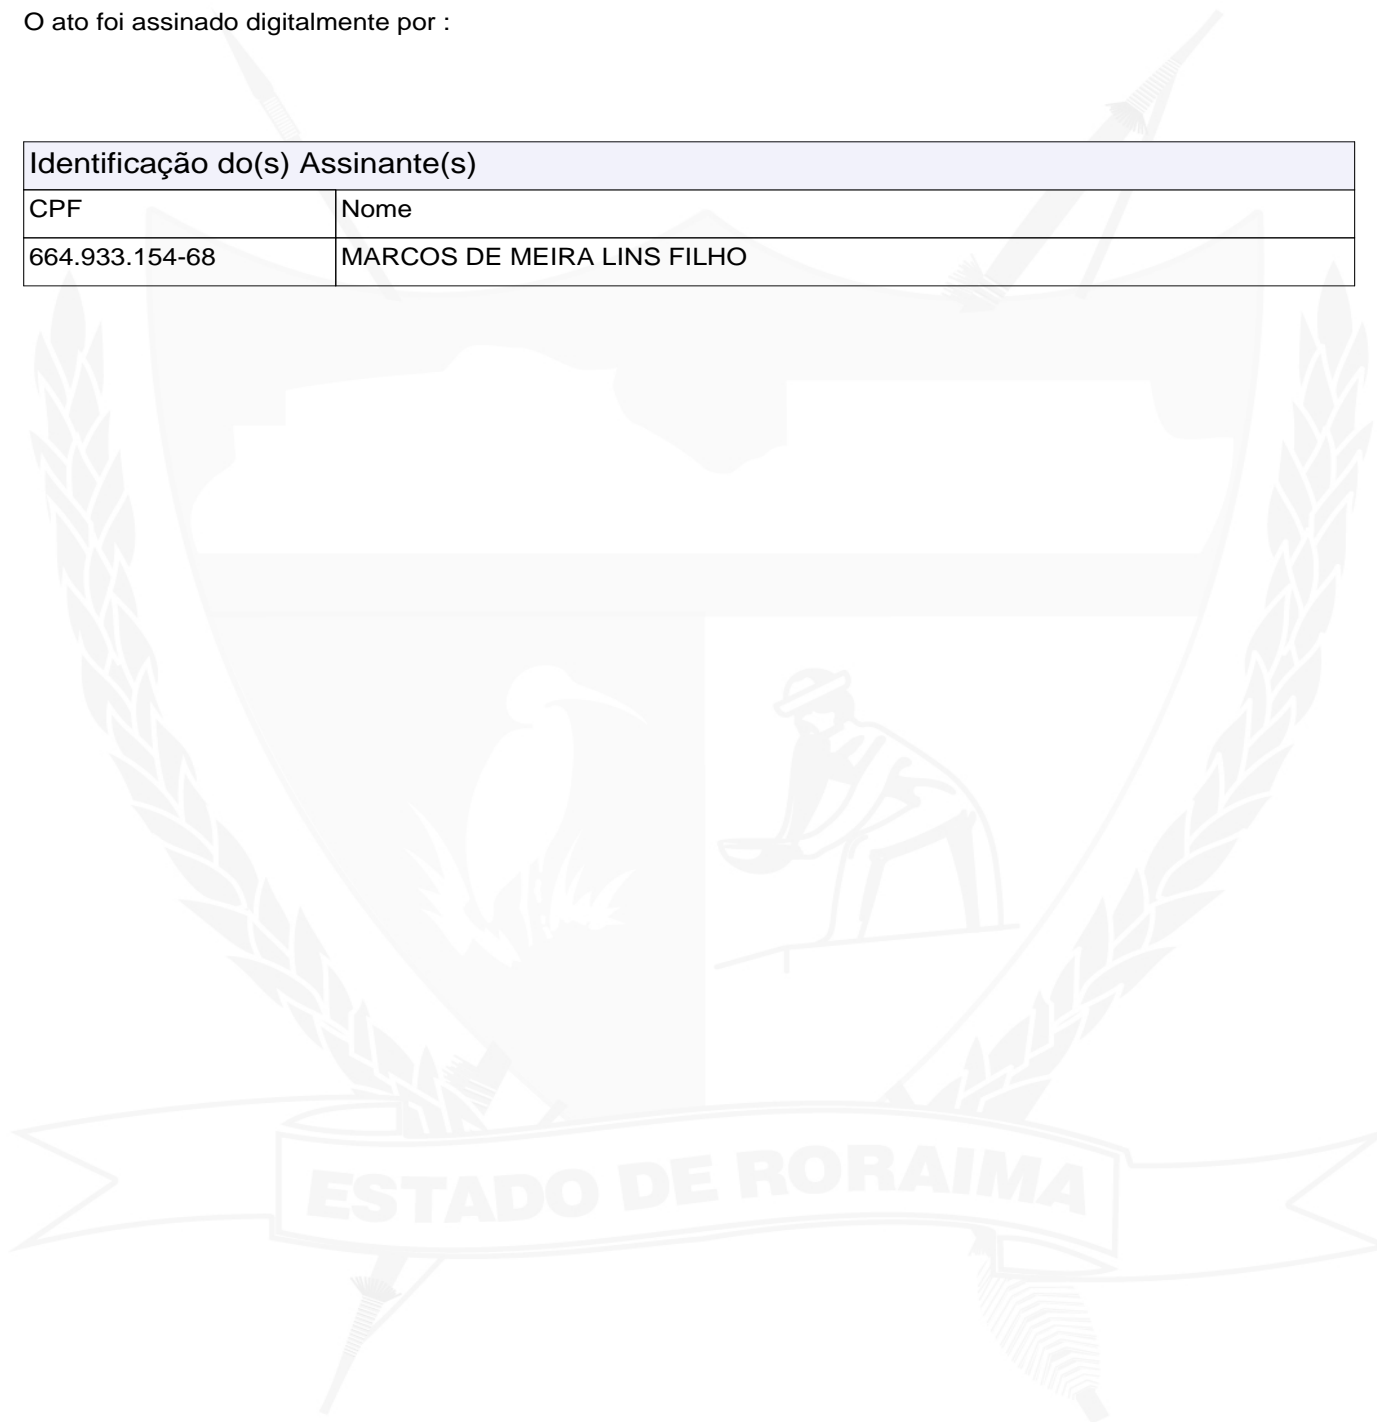 O ato foi assinado digitalmente por :
Identificação do(s) Assinante(s)
CPF Nome
664.933.154-68 MARCOS DE MEIRA LINS FILHO
ESTADO DE RORAIMA